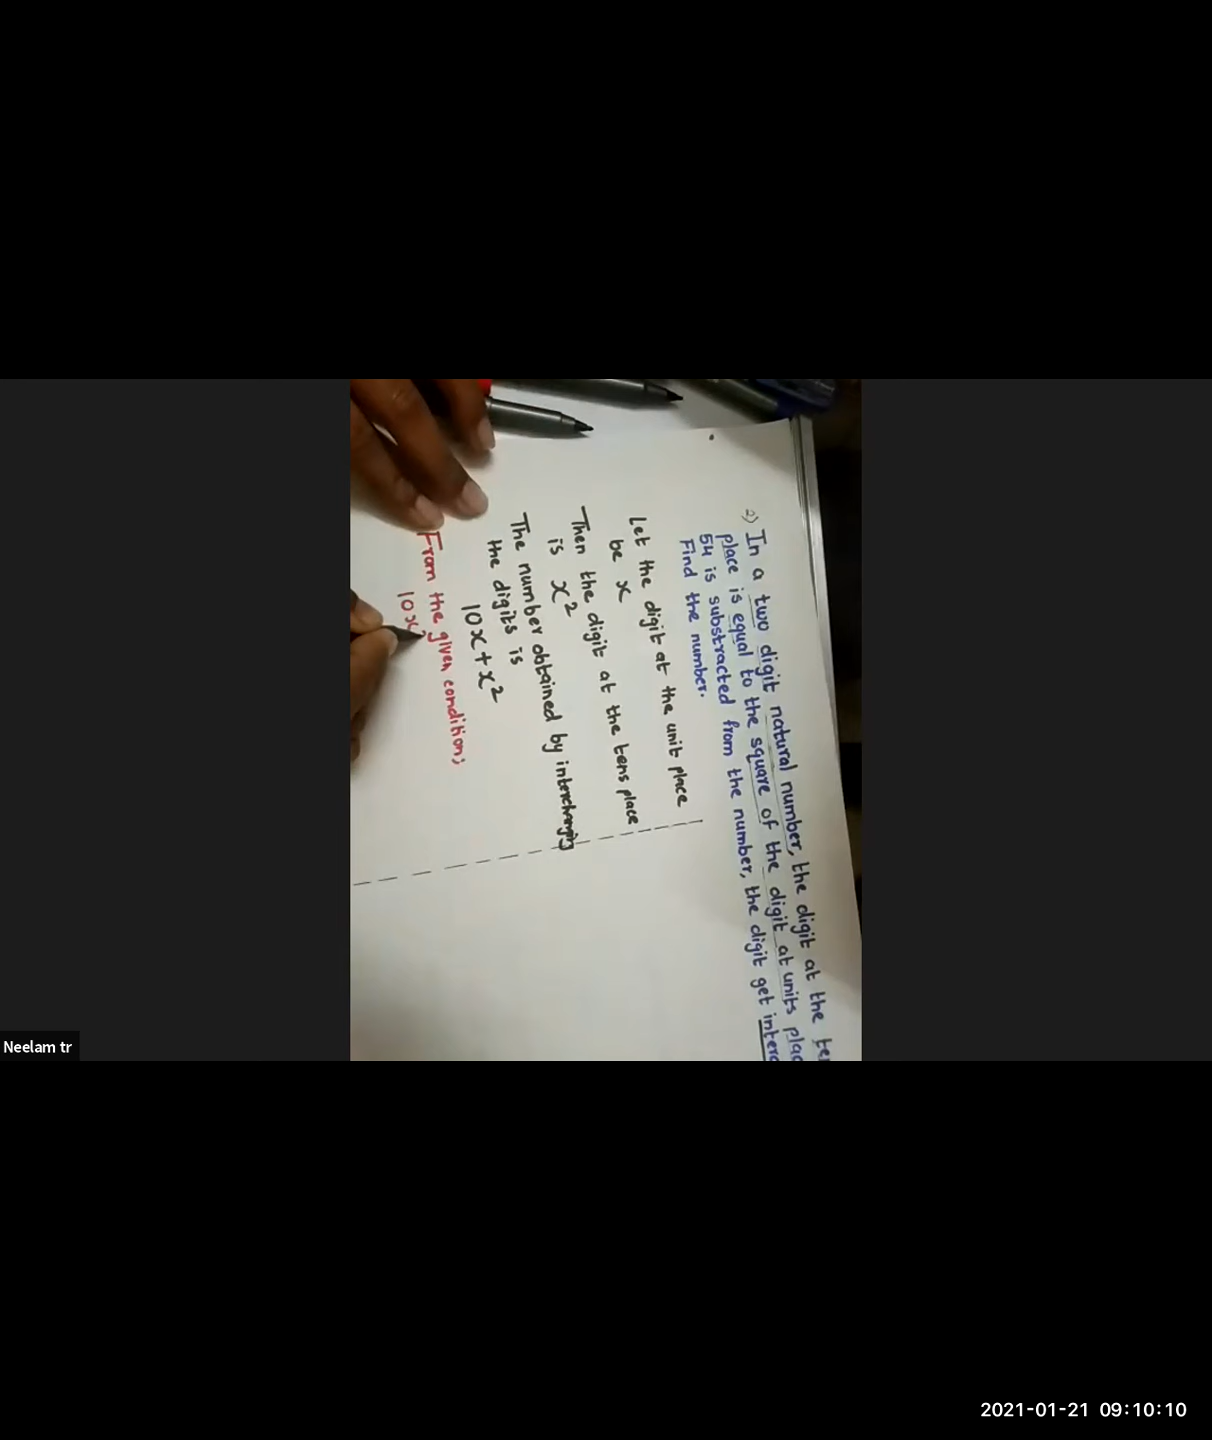 2) In a two digit natural number, the digit at the
place is equal to the square of the digit at units
54 is substracted from the number, the digit get
Find the number.
Let the digit at the unit place
be x
Then the digit at the tens place
is x²
The number obtained by interchanging
the digits is
10x+x²
From the given condition;
10x
Neelam tr
2021-01-21 09:10:10